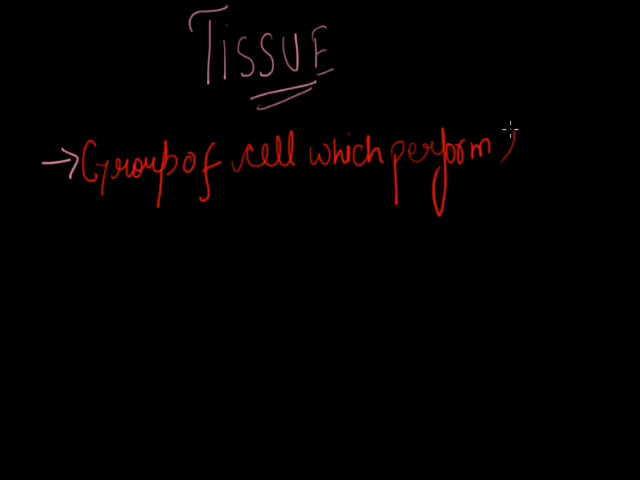 TISSUE
→ Group of cell which perform